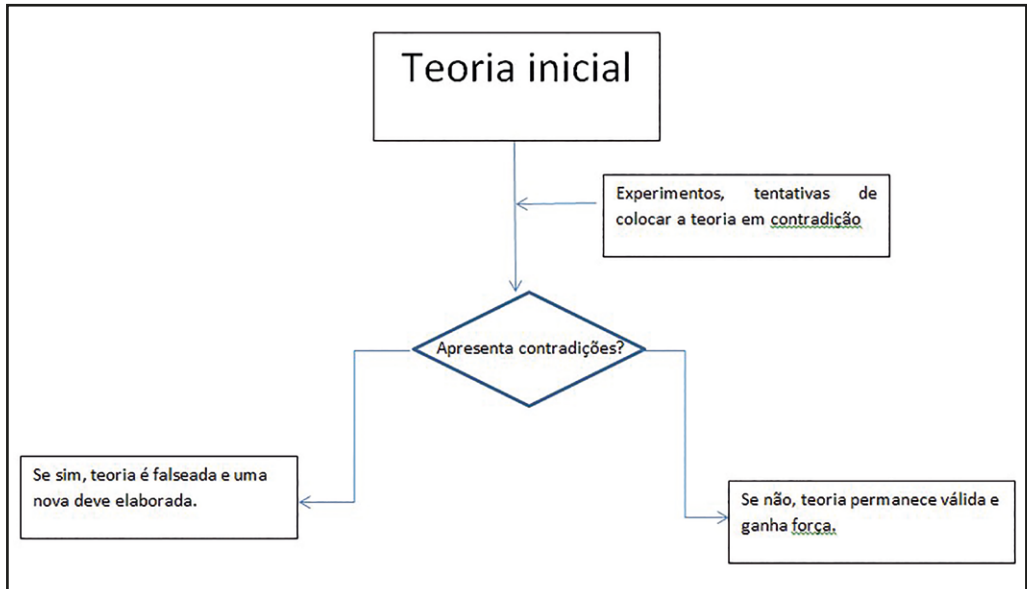 Teoria inicial
Experimentos, tentativas de
colocar a teoria em contradição
Apresenta contradições?
Se sim, teoria é falseada e uma
nova deve elaborada.
Se não, teoria permanece válida e
ganha força.